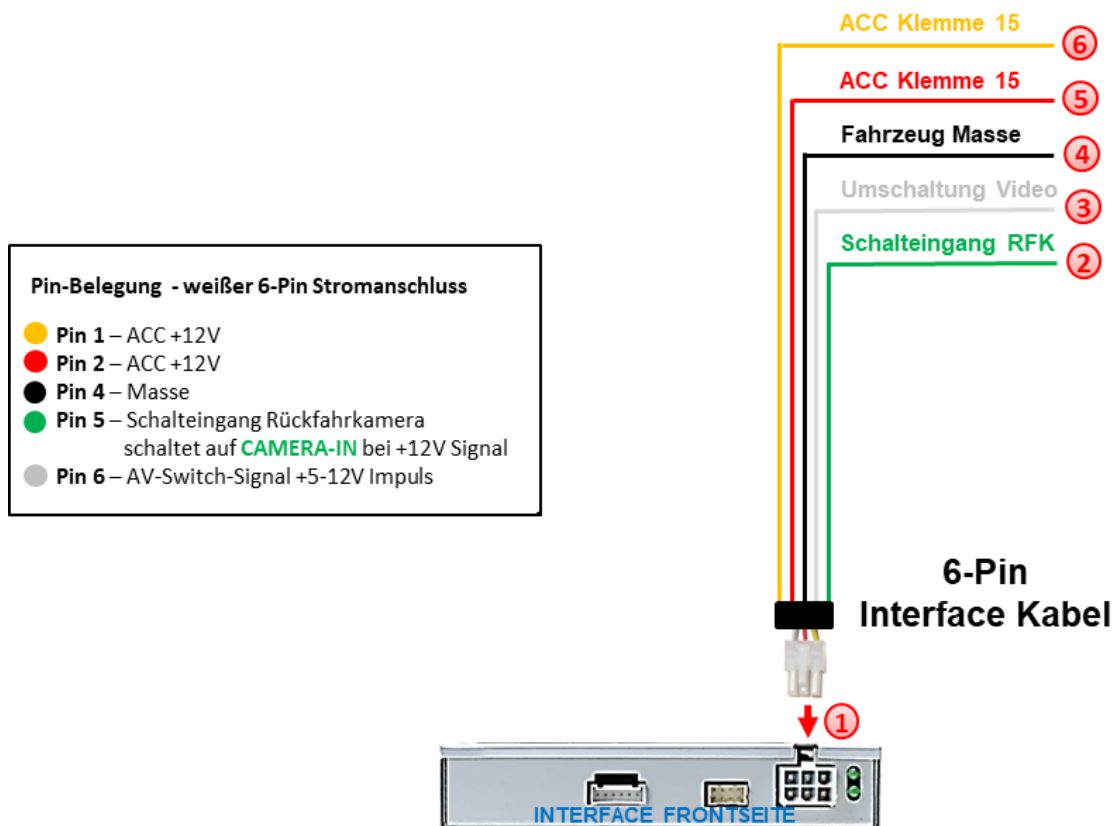 ACC Klemme 15
6
ACC Klemme 15
5
Fahrzeug Masse
4
Umschaltung Video
3
Schalteingang RFK
2
Pin-Belegung - weißer 6-Pin Stromanschluss
Pin 1 – ACC +12V
Pin 2 – ACC +12V
Pin 4 – Masse
Pin 5 – Schalteingang Rückfahrkamera
schaltet auf CAMERA-IN bei +12V Signal
Pin 6 – AV-Switch-Signal +5-12V Impuls
6-Pin
Interface Kabel
1
INTERFACE FRONTSEITE